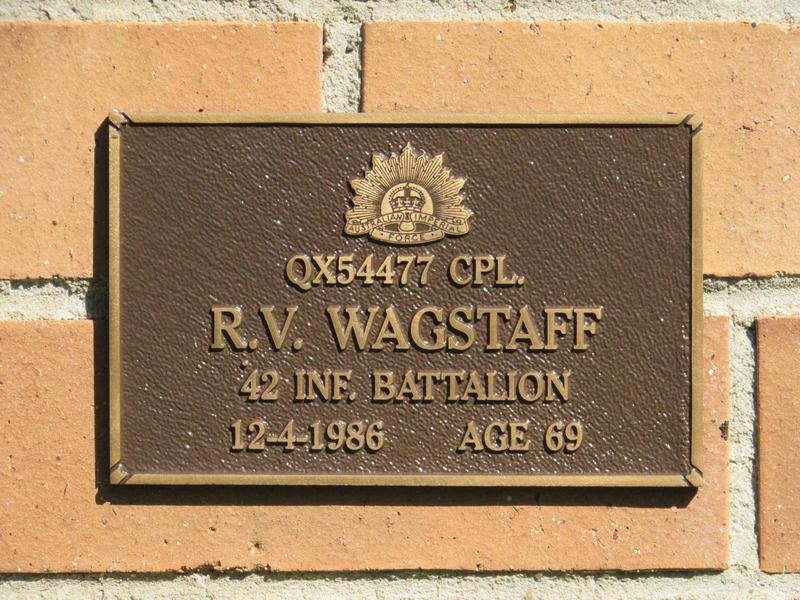 AUSTRALIAN IMPERIAL
FORCE
QX54477 CPL.
R.V. WAGSTAFF
42 INF. BATTALION
12-4-1986 AGE 69